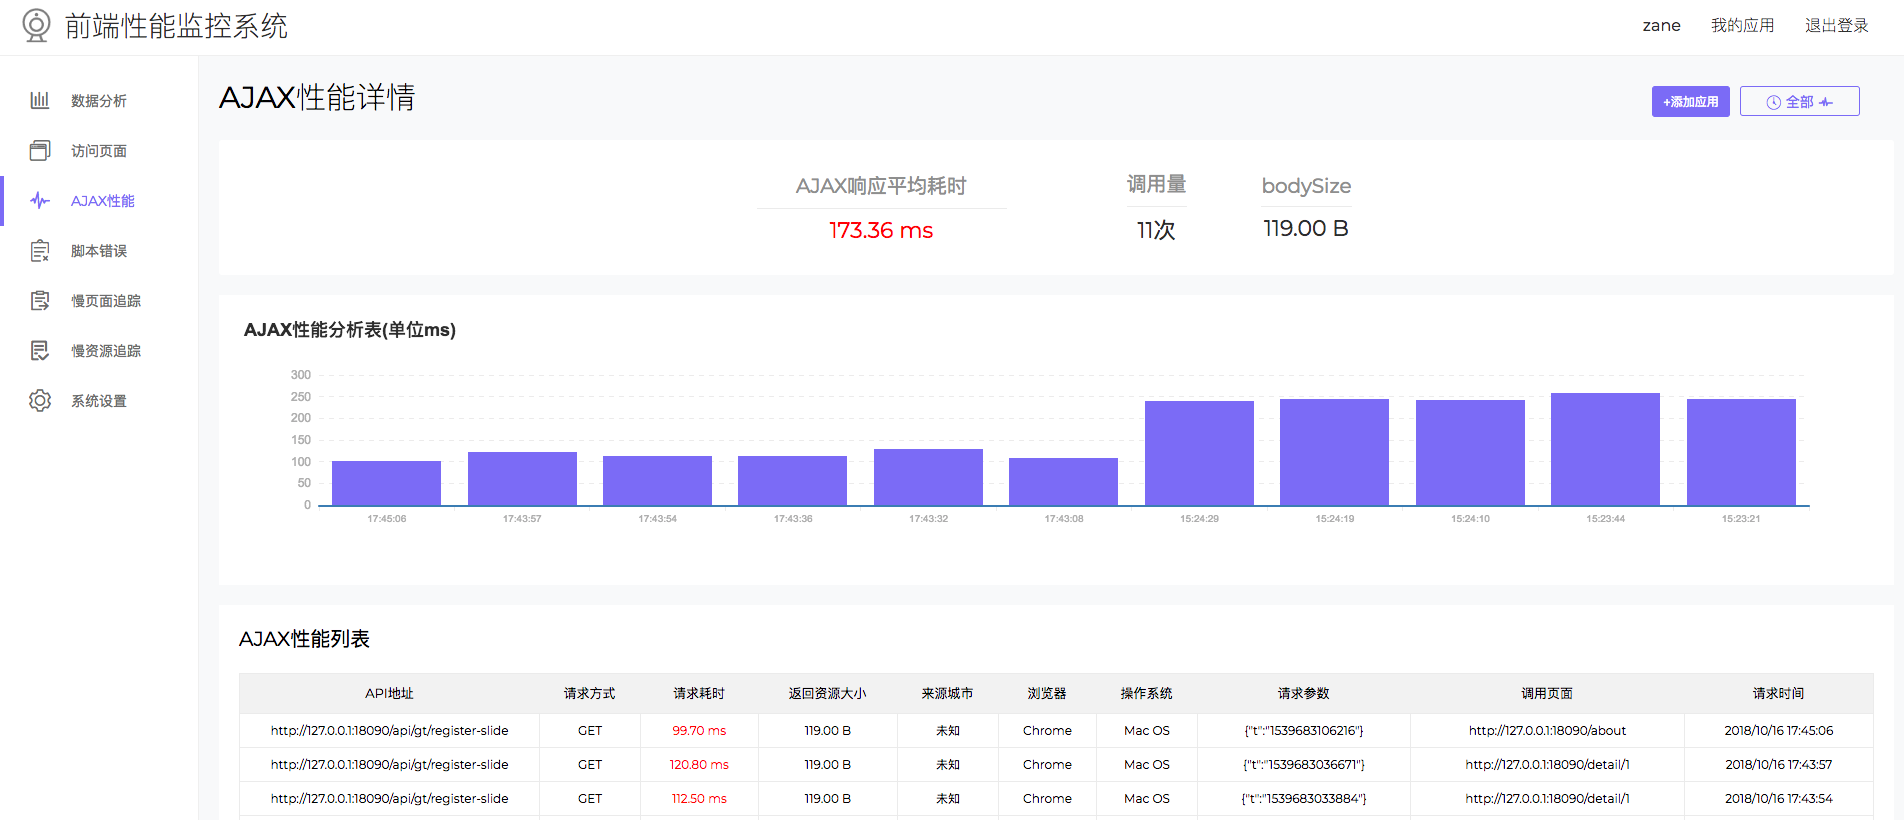 前端性能监控系统
zane 我的应用 退出登录
数据分析
访问页面
AJAX性能
脚本错误
慢页面追踪
慢资源追踪
系统设置
AJAX性能详情
+添加应用 全部
AJAX响应平均耗时 调用量 bodySize
173.36 ms 11次 119.00 B
AJAX性能分析表(单位ms)
300
250
200
150
100
50
0
17:45:06 17:43:57 17:43:54 17:43:36 17:43:32 17:43:08 15:24:29 15:24:19 15:24:10 15:23:44 15:23:21
AJAX性能列表
API地址 请求方式 请求耗时 返回资源大小 来源城市 浏览器 操作系统 请求参数 调用页面 请求时间
http://127.0.0.1:18090/api/gt/register-slide GET 99.70 ms 119.00 B 未知 Chrome Mac OS {"t":"1539683106216"} http://127.0.0.1:18090/about 2018/10/16 17:45:06
http://127.0.0.1:18090/api/gt/register-slide GET 120.80 ms 119.00 B 未知 Chrome Mac OS {"t":"1539683036671"} http://127.0.0.1:18090/detail/1 2018/10/16 17:43:57
http://127.0.0.1:18090/api/gt/register-slide GET 112.50 ms 119.00 B 未知 Chrome Mac OS {"t":"1539683033884"} http://127.0.0.1:18090/detail/1 2018/10/16 17:43:54